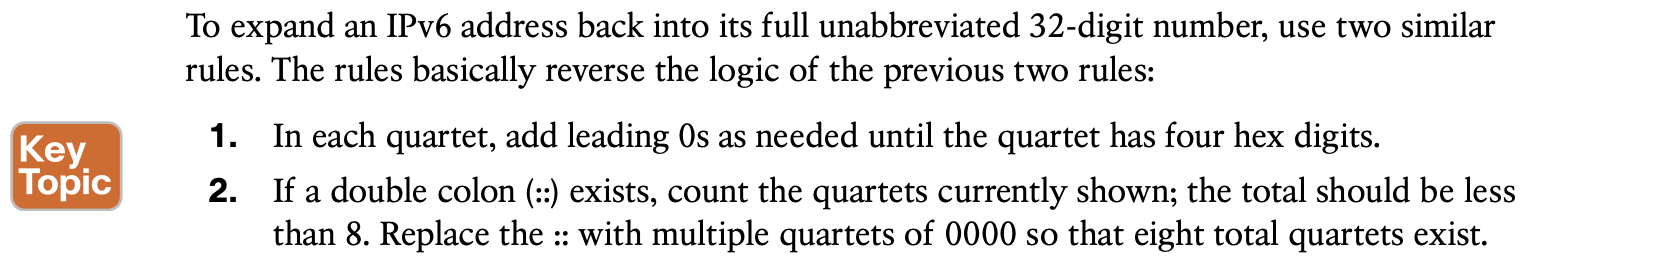 To expand an IPv6 address back into its full unabbreviated 32-digit number, use two similar
rules. The rules basically reverse the logic of the previous two rules:
Key
Topic
1. In each quartet, add leading 0s as needed until the quartet has four hex digits.
2. If a double colon (::) exists, count the quartets currently shown; the total should be less
than 8. Replace the :: with multiple quartets of 0000 so that eight total quartets exist.